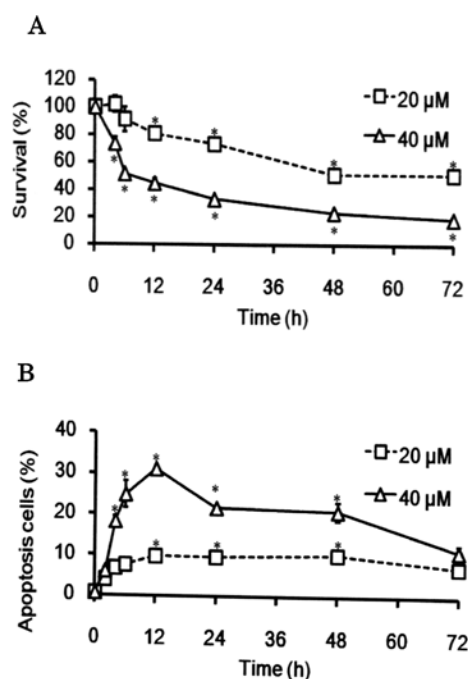 A
120
100
80
60
40
20
0
Survival (%)
20 µM
40 µM
* * * *
* * * * * *
0 12 24 36 48 60 72
Time (h)
B
40
30
20
10
0
Apoptosis cells (%)
20 µM
40 µM
* * * * *
* * *
0 12 24 36 48 60 72
Time (h)